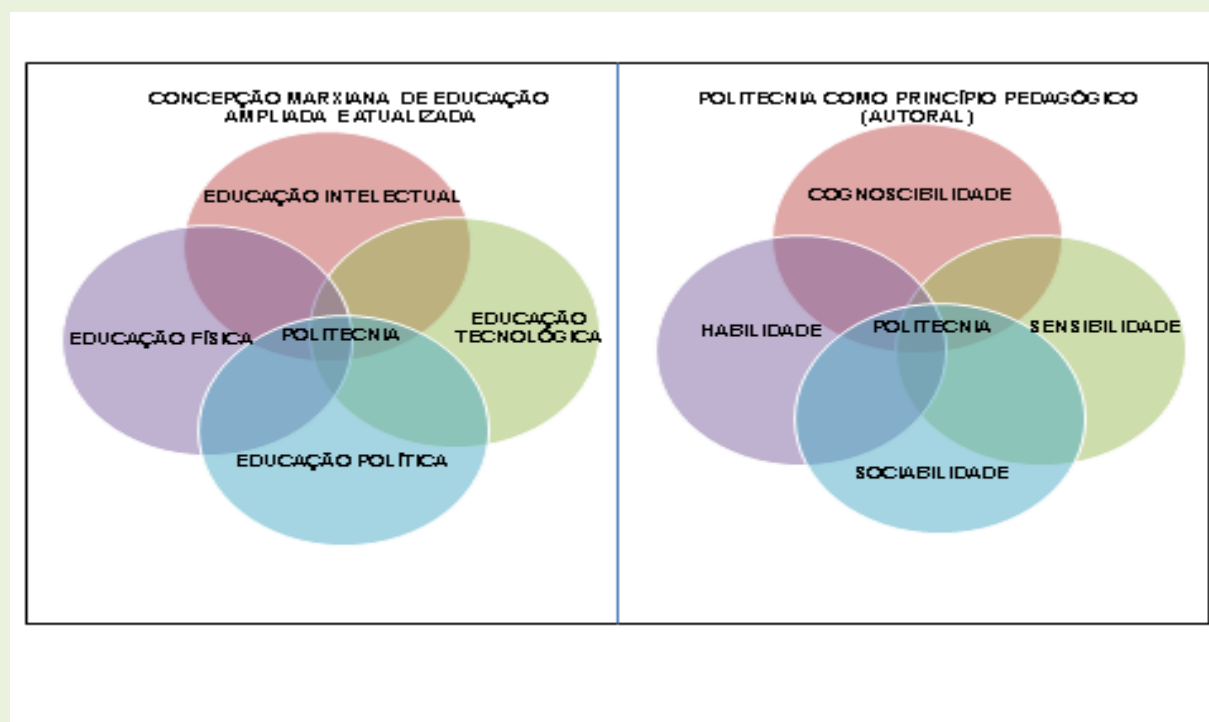 CONCEPÇÃO MARXIANA DE EDUCAÇÃO
AMPLIADA E ATUALIZADA
EDUCAÇÃO INTELECTUAL
EDUCAÇÃO FÍSICA
POLITECNIA
EDUCAÇÃO
TECNOLÓGICA
EDUCAÇÃO POLÍTICA
POLITECNIA COMO PRINCÍPIO PEDAGÓGICO
(AUTORAL)
COGNOSCIBILIDADE
HABILIDADE
POLITECNIA
SENSIBILIDADE
SOCIABILIDADE